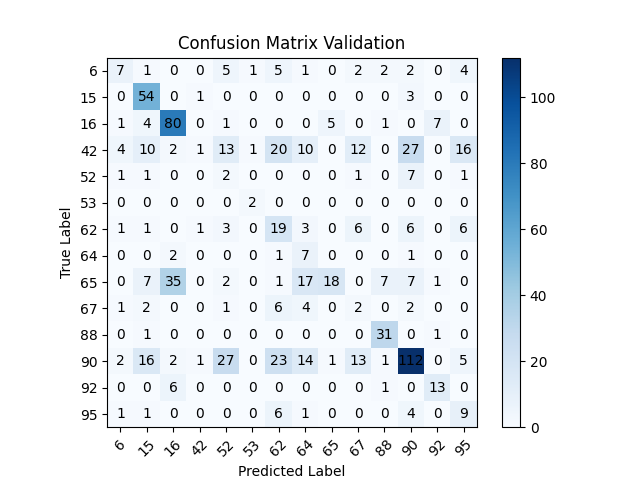 Confusion Matrix Validation
6 7 1 0 0 5 1 5 1 0 2 2 2 0 4
15 0 54 0 1 0 0 0 0 0 0 0 3 0 0
16 1 4 80 0 1 0 0 0 5 0 1 0 7 0
42 4 10 2 1 13 1 20 10 0 12 0 27 0 16
52 1 1 0 0 2 0 0 0 0 1 0 7 0 1
53 0 0 0 0 0 2 0 0 0 0 0 0 0 0
62 1 1 0 1 3 0 19 3 0 6 0 6 0 6
64 0 0 2 0 0 0 1 7 0 0 0 1 0 0
65 0 7 35 0 2 0 1 17 18 0 7 7 1 0
67 1 2 0 0 1 0 6 4 0 2 0 2 0 0
88 0 1 0 0 0 0 0 0 0 0 31 0 1 0
90 2 16 2 1 27 0 23 14 1 13 1 112 0 5
92 0 0 6 0 0 0 0 0 0 0 1 0 13 0
95 1 1 0 0 0 0 6 1 0 0 0 4 0 9
6 15 16 42 52 53 62 64 65 67 88 90 92 95
Predicted Label
True Label
100
80
60
40
20
0